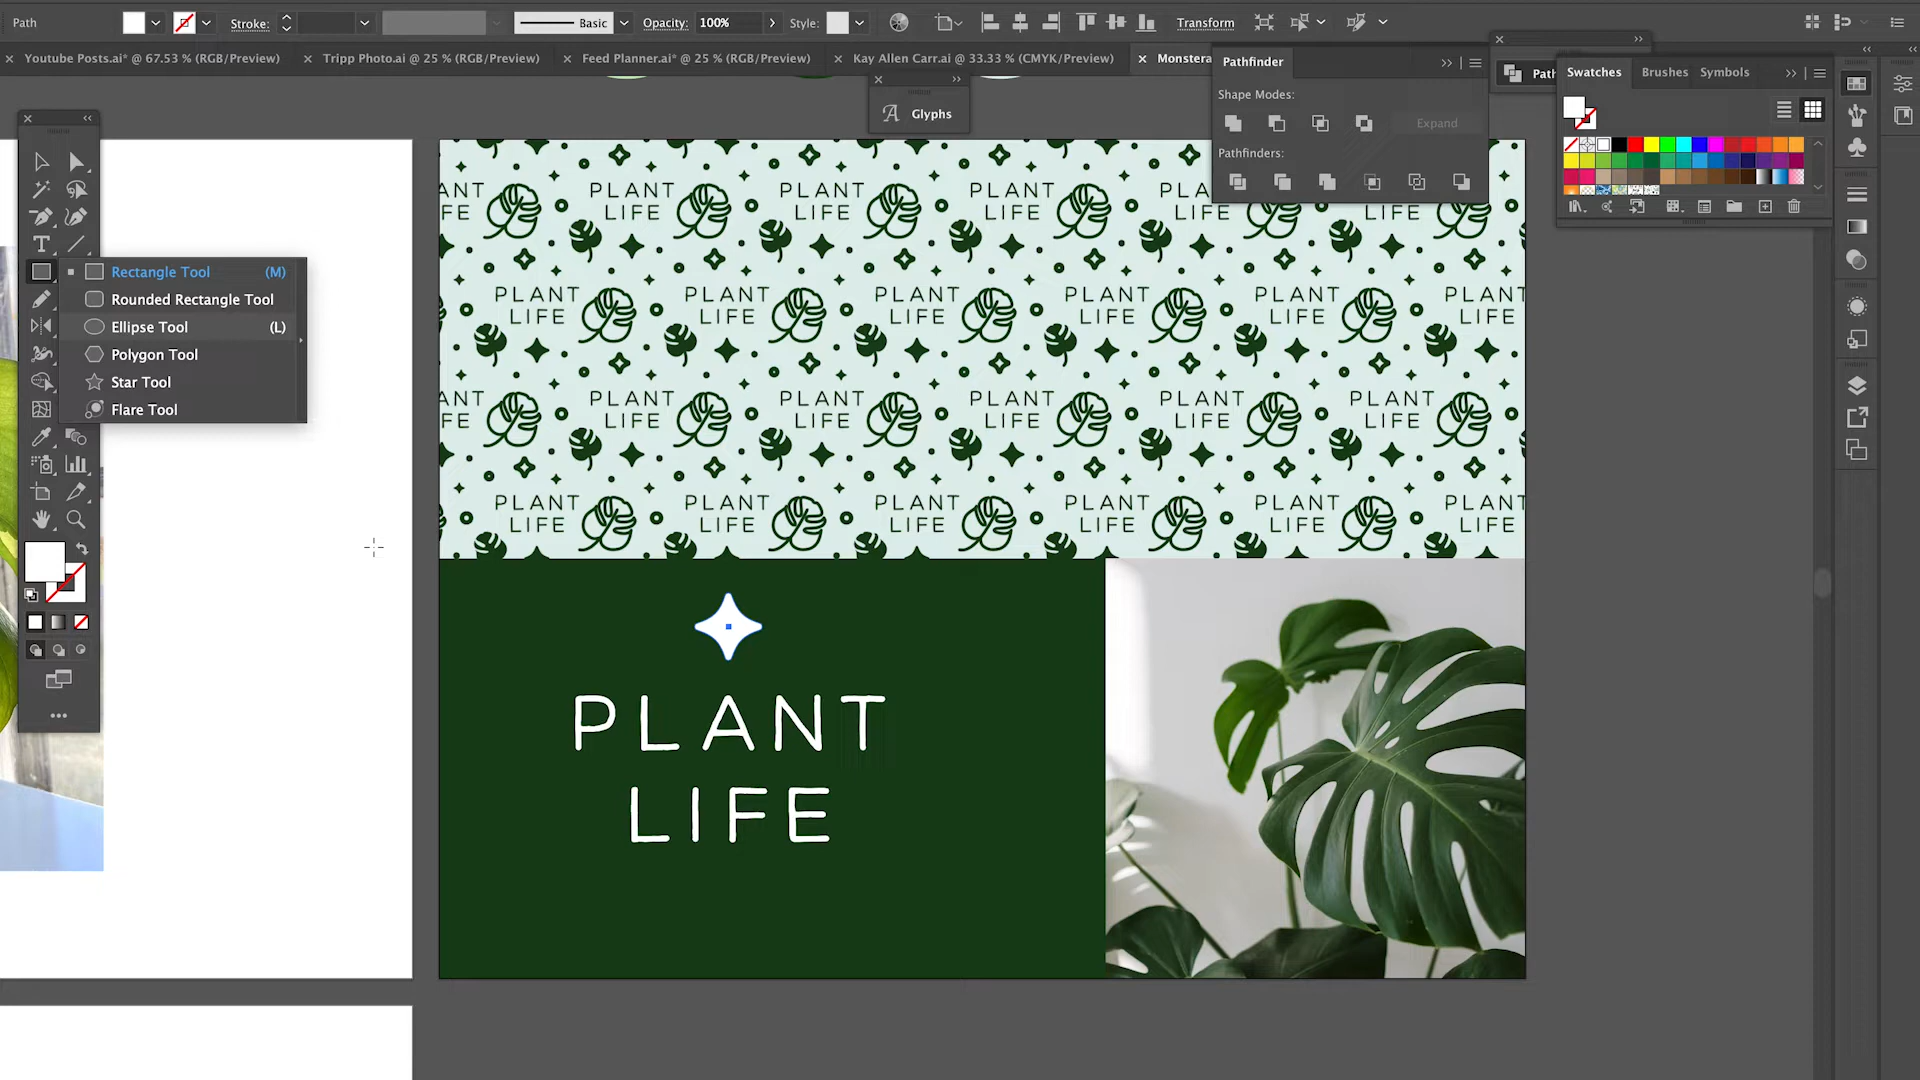 Path
Stroke:
Basic
Opacity:
100%
Style:
Transform
Youtube Posts.ai* @ 67.53 % (RGB/Preview)
Tripp Photo.ai @ 25 % (RGB/Preview)
Feed Planner.ai* @ 25 % (RGB/Preview)
Kay Allen Carr.ai @ 33.33 % (CMYK/Preview)
Monstera
Pathfinder
Shape Modes:
Expand
Pathfinders:
Path
Swatches
Brushes
Symbols
Glyphs
Rectangle Tool (M)
Rounded Rectangle Tool
Ellipse Tool (L)
Polygon Tool
Star Tool
Flare Tool
ANT PLANT PLANT PLANT PL
FE LIFE LIFE LIFE LIFE LIFE
PLANT PLANT PLANT PLANT PLANT PLANT
LIFE LIFE LIFE LIFE LIFE LIFE
ANT PLANT PLANT PLANT PLANT PLANT
FE LIFE LIFE LIFE LIFE LIFE
PLANT PLANT PLANT PLANT PLANT PLANT
LIFE LIFE LIFE LIFE LIFE LIFE
PLANT
LIFE